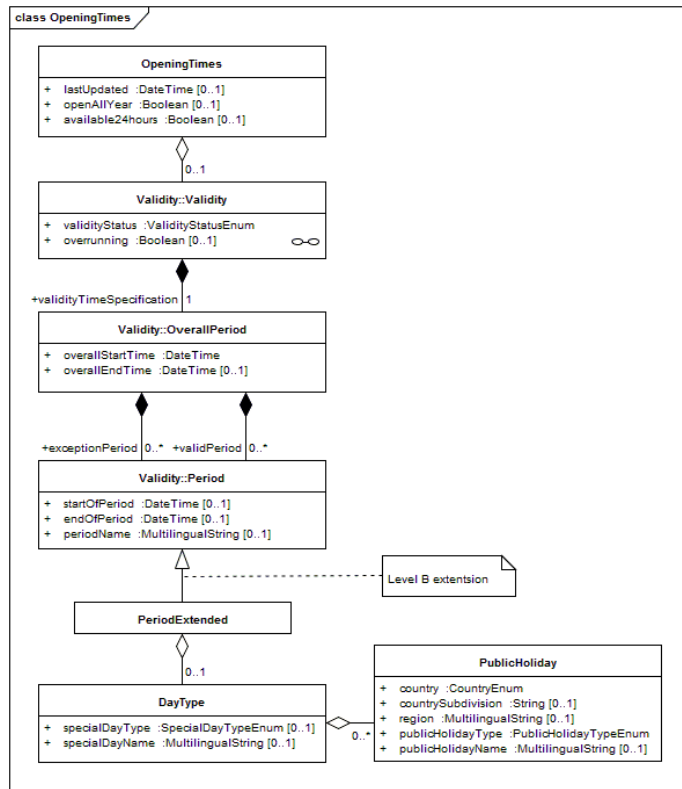 class OpeningTimes
OpeningTimes
+ lastUpdated :DateTime [0..1]
+ openAllYear :Boolean [0..1]
+ available24hours :Boolean [0..1]
0..1
Validity::Validity
+ validityStatus :ValidityStatusEnum
+ overrunning :Boolean [0..1]
+validityTimeSpecification 1
Validity::OverallPeriod
+ overallStartTime :DateTime
+ overallEndTime :DateTime [0..1]
+exceptionPeriod 0..* +validPeriod 0..*
Validity::Period
+ startOfPeriod :DateTime [0..1]
+ endOfPeriod :DateTime [0..1]
+ periodName :MultilingualString [0..1]
Level B extentsion
PeriodExtended
0..1
DayType
+ specialDayType :SpecialDayTypeEnum [0..1]
+ specialDayName :MultilingualString [0..1]
0..*
PublicHoliday
+ country :CountryEnum
+ countrySubdivision :String [0..1]
+ region :MultilingualString [0..1]
+ publicHolidayType :PublicHolidayTypeEnum
+ publicHolidayName :MultilingualString [0..1]